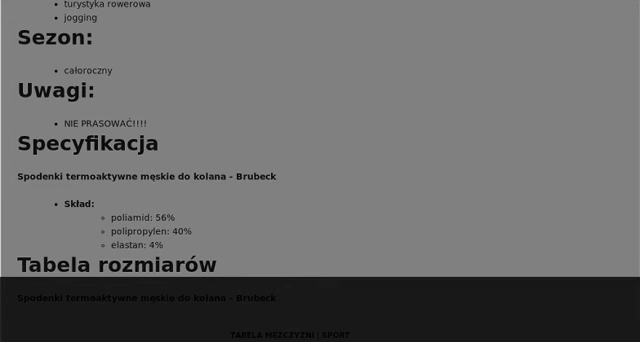 turystyka rowerowa
jogging
Sezon:
całoroczny
Uwagi:
NIE PRASOWAĆ!!!!
Specyfikacja
Spodenki termoaktywne męskie do kolana - Brubeck
Skład:
poliamid: 56%
polipropylen: 40%
elastan: 4%
Tabela rozmiarów
Spodenki termoaktywne męskie do kolana - Brubeck
TABELA MĘŻCZYŹNI | SPORT